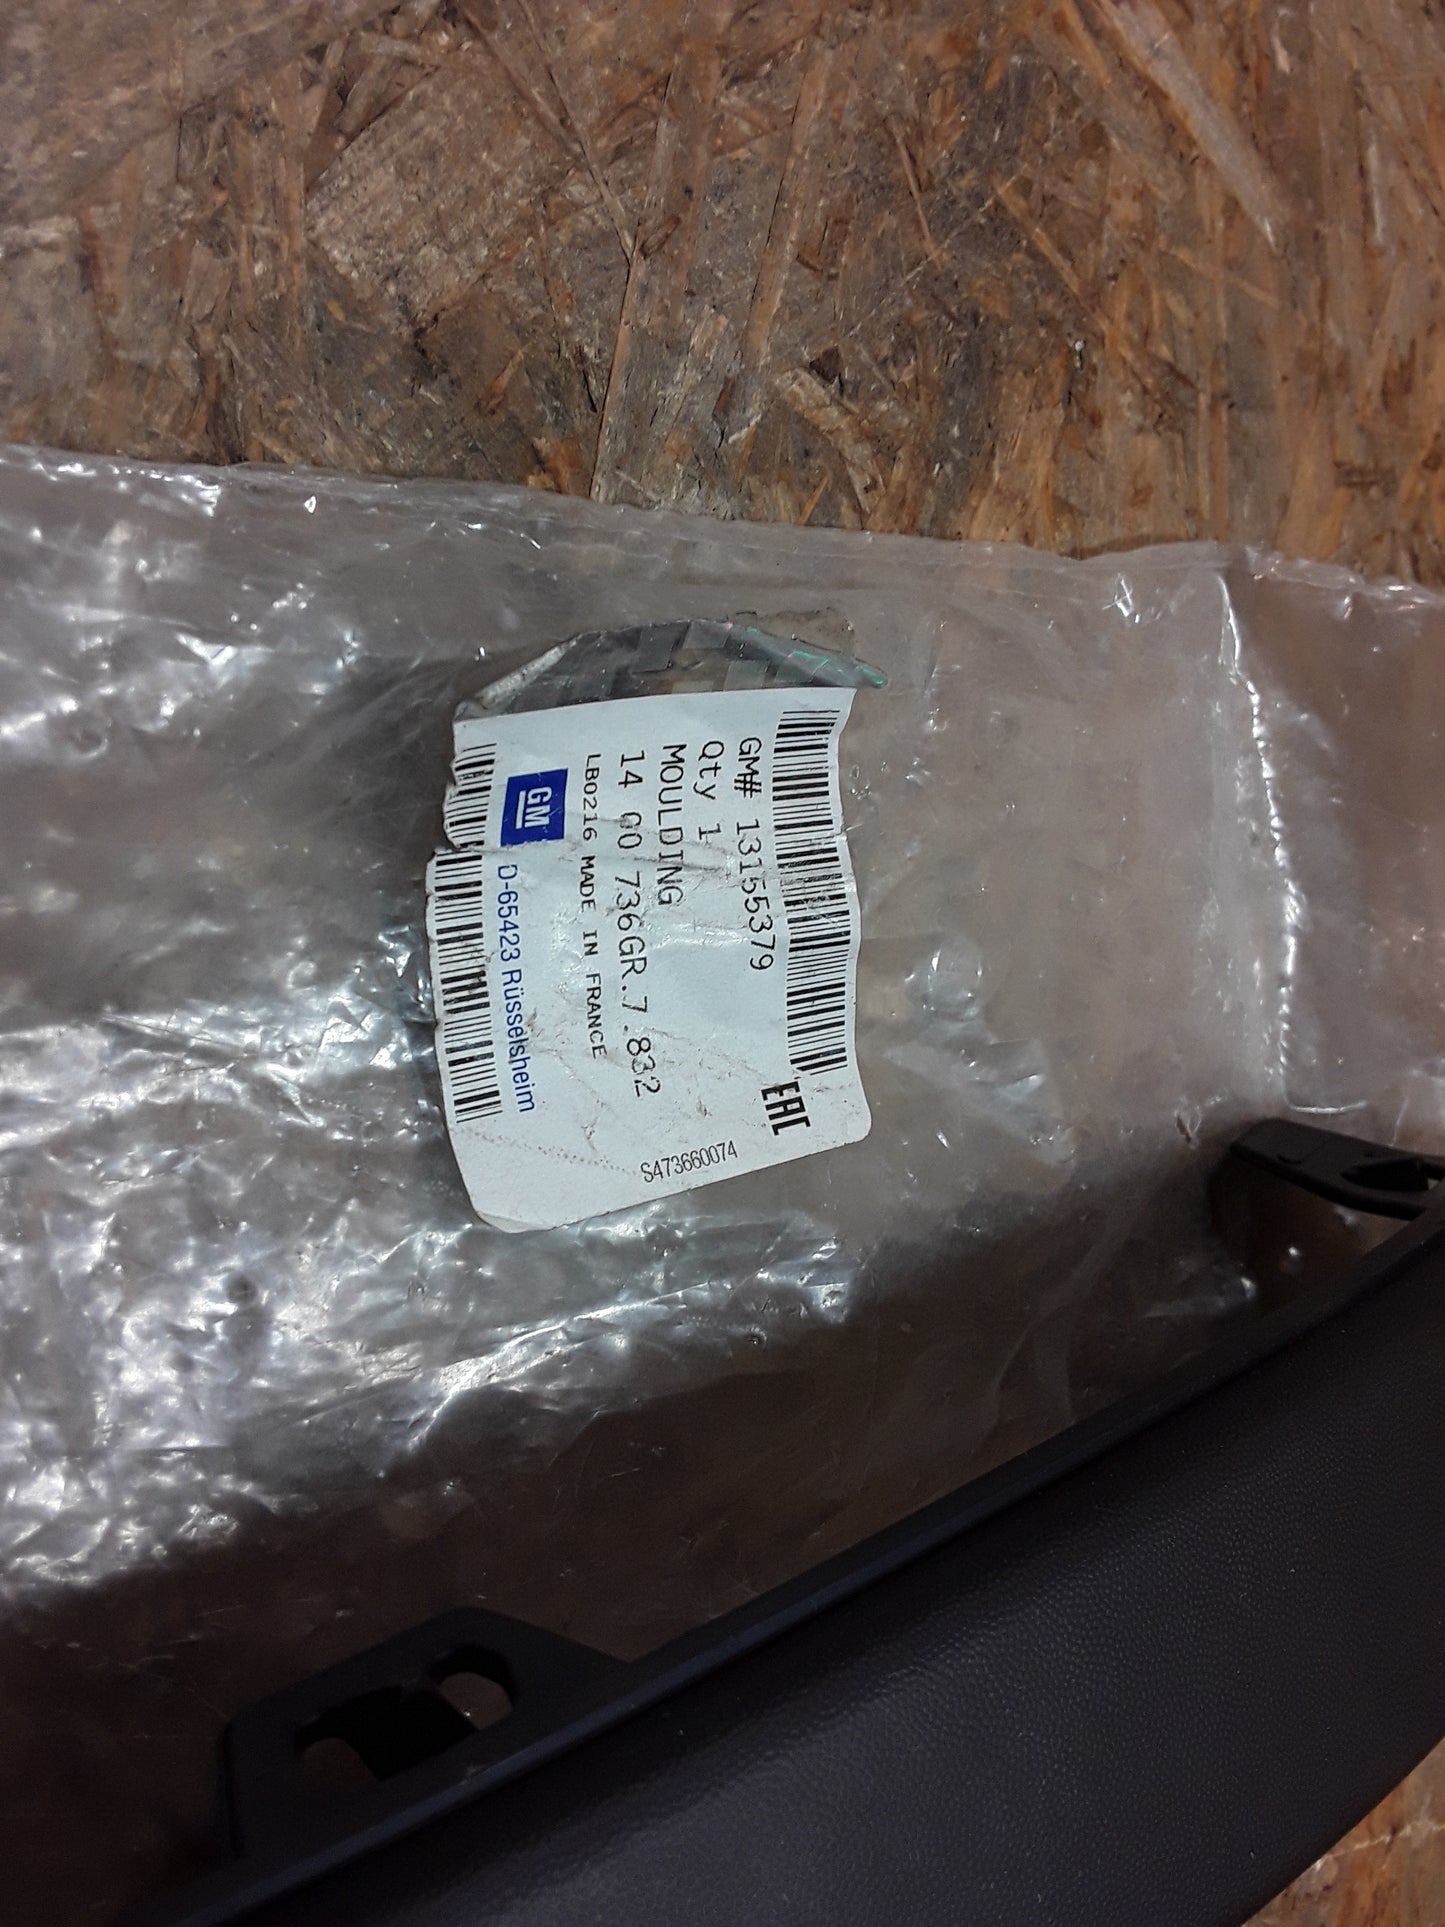 GM# 13155379
Qty 1
MOULDING
14 00 736GR.7.832
LB0216 MADE IN FRANCE
GM D-65423 Rüsselsheim
EAC
S473660074